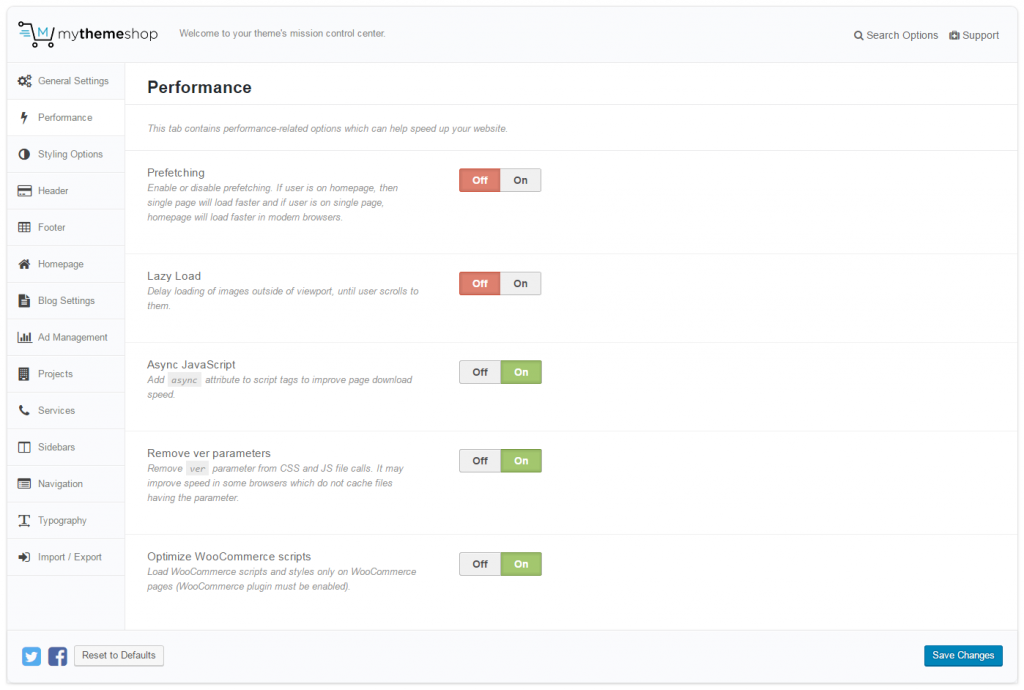 mythemeshop
Welcome to your theme's mission control center.
Search Options
Support
General Settings
Performance
Styling Options
Header
Footer
Homepage
Blog Settings
Ad Management
Projects
Services
Sidebars
Navigation
Typography
Import / Export
Performance
This tab contains performance-related options which can help speed up your website.
Prefetching
Enable or disable prefetching. If user is on homepage, then
single page will load faster and if user is on single page,
homepage will load faster in modern browsers.
Off On
Lazy Load
Delay loading of images outside of viewport, until user scrolls to
them.
Off On
Async JavaScript
Add async attribute to script tags to improve page download
speed.
Off On
Remove ver parameters
Remove ver parameter from CSS and JS file calls. It may
improve speed in some browsers which do not cache files
having the parameter.
Off On
Optimize WooCommerce scripts
Load WooCommerce scripts and styles only on WooCommerce
pages (WooCommerce plugin must be enabled).
Off On
Reset to Defaults
Save Changes